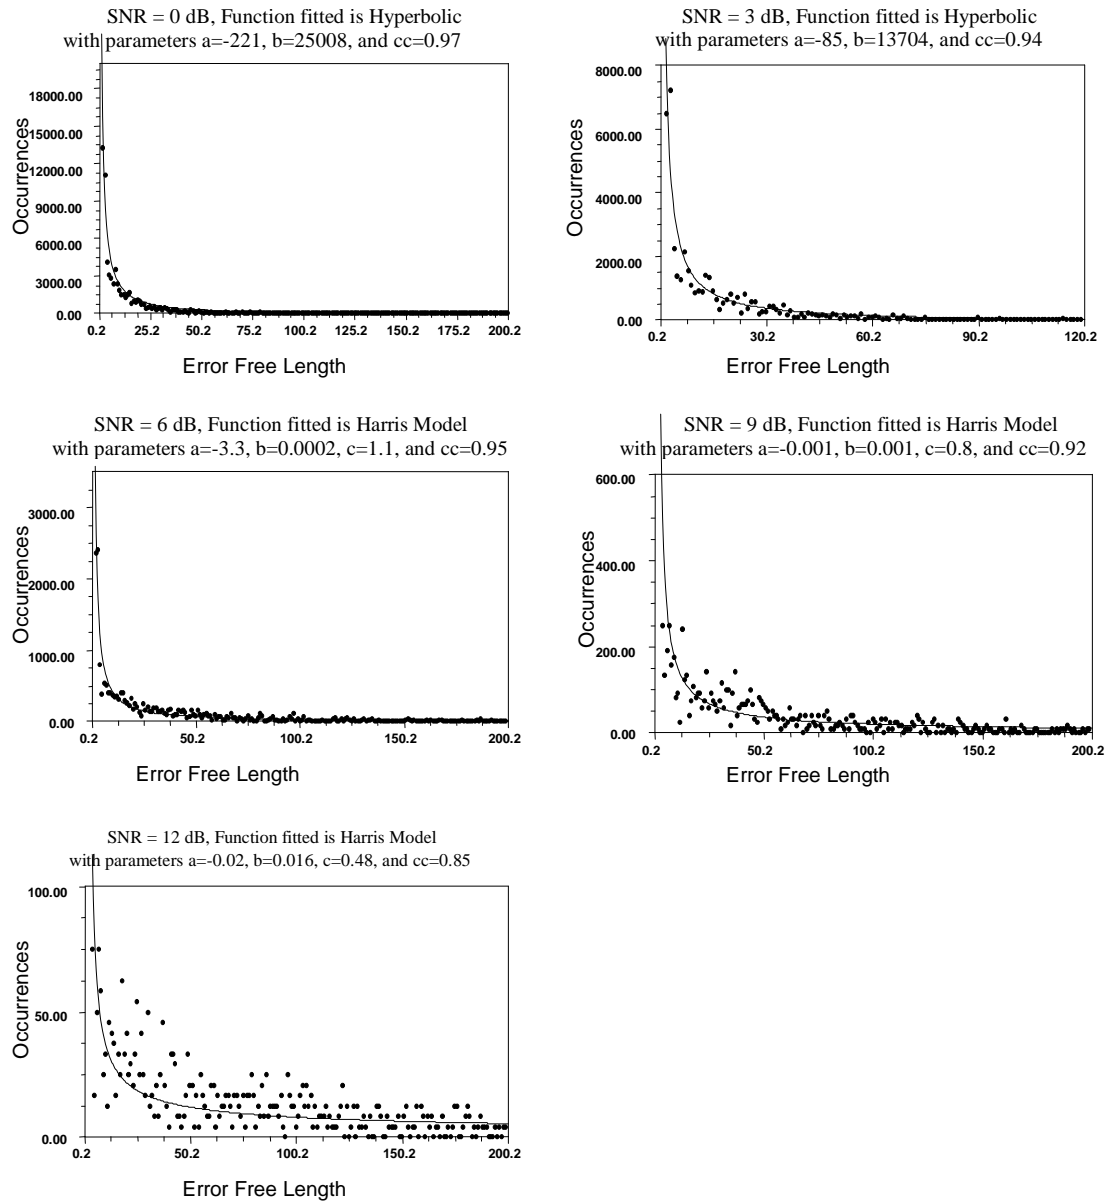 SNR = 0 dB, Function fitted is Hyperbolic
with parameters a=-221, b=25008, and cc=0.97
Occurrences
18000.00
15000.00
12000.00
9000.00
6000.00
3000.00
0.00
0.2 25.2 50.2 75.2 100.2 125.2 150.2 175.2 200.2
Error Free Length
SNR = 3 dB, Function fitted is Hyperbolic
with parameters a=-85, b=13704, and cc=0.94
Occurrences
8000.00
6000.00
4000.00
2000.00
0.00
0.2 30.2 60.2 90.2 120.2
Error Free Length
SNR = 6 dB, Function fitted is Harris Model
with parameters a=-3.3, b=0.0002, c=1.1, and cc=0.95
Occurrences
3000.00
2000.00
1000.00
0.00
0.2 50.2 100.2 150.2 200.2
Error Free Length
SNR = 9 dB, Function fitted is Harris Model
with parameters a=-0.001, b=0.001, c=0.8, and cc=0.92
Occurrences
600.00
400.00
200.00
0.00
0.2 50.2 100.2 150.2 200.2
Error Free Length
SNR = 12 dB, Function fitted is Harris Model
with parameters a=-0.02, b=0.016, c=0.48, and cc=0.85
Occurrences
100.00
50.00
0.00
0.2 50.2 100.2 150.2 200.2
Error Free Length